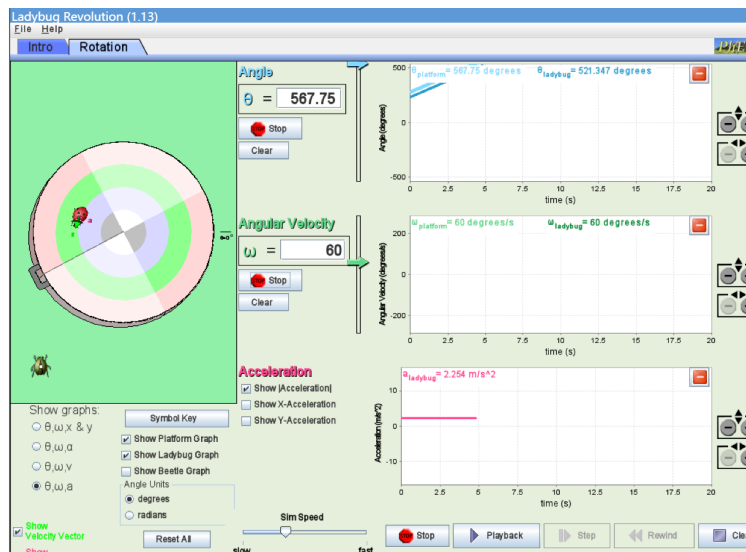 Ladybug Revolution (1.13)
File Help
Intro Rotation
Angle
θ = 567.75
Stop
Clear
Angular Velocity
ω = 60
Stop
Clear
Acceleration
Show |Acceleration|
Show X-Acceleration
Show Y-Acceleration
θplatform= 567.75 degrees θladybug= 521.347 degrees
Angle (degrees)
500
0
-500
0 2.5 5 7.5 10 12.5 15 17.5 20
time (s)
ωplatform= 60 degrees/s ωladybug= 60 degrees/s
Angular Velocity (degrees/s)
200
0
-200
0 2.5 5 7.5 10 12.5 15 17.5 20
time (s)
aladybug= 2.254 m/s^2
Acceleration (m/s^2)
10
0
-10
0 2.5 5 7.5 10 12.5 15 17.5 20
time (s)
a
Show graphs:
θ,ω,x & y
θ,ω,α
θ,ω,v
θ,ω,a
Symbol Key
Show Platform Graph
Show Ladybug Graph
Show Beetle Graph
Angle Units
degrees
radians
Show
Velocity Vector
Show
Reset All
Sim Speed
slow fast
Stop Playback Step Rewind Clea